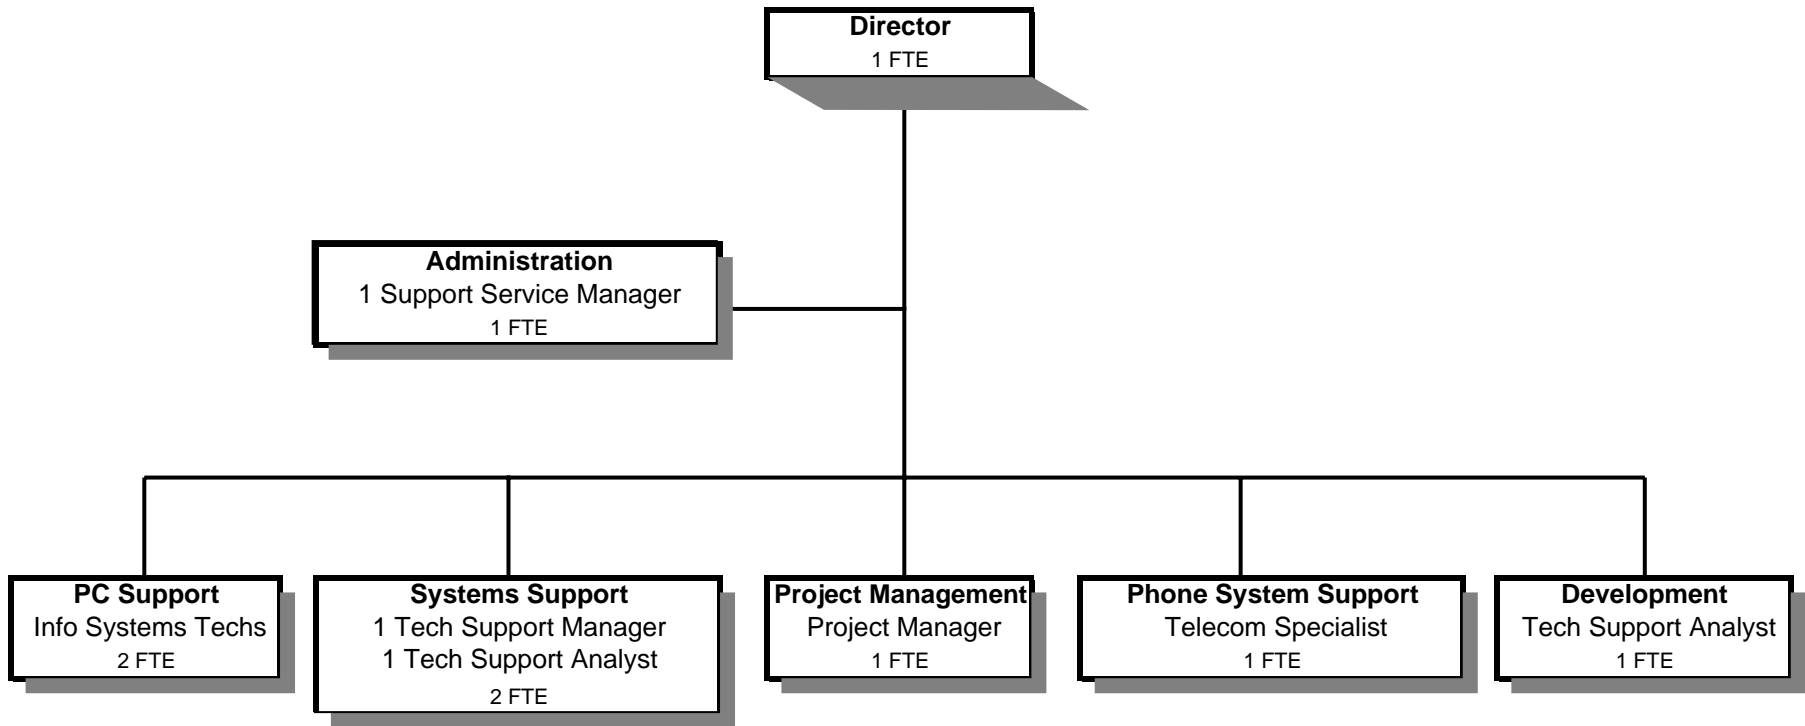 Director
1 FTE
Administration
1 Support Service Manager
1 FTE
PC Support
Info Systems Techs
2 FTE
Systems Support
1 Tech Support Manager
1 Tech Support Analyst
2 FTE
Project Management
Project Manager
1 FTE
Phone System Support
Telecom Specialist
1 FTE
Development
Tech Support Analyst
1 FTE